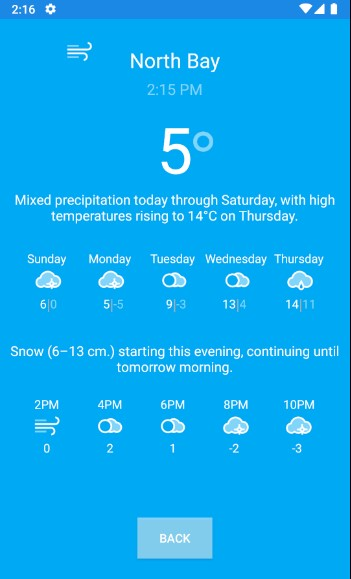 2:16
North Bay
2:15 PM
5°
Mixed precipitation today through Saturday, with high
temperatures rising to 14°C on Thursday.
Sunday Monday Tuesday Wednesday Thursday
6|0 5|-5 9|-3 13|4 14|11
Snow (6–13 cm.) starting this evening, continuing until
tomorrow morning.
2PM 4PM 6PM 8PM 10PM
0 2 1 -2 -3
BACK